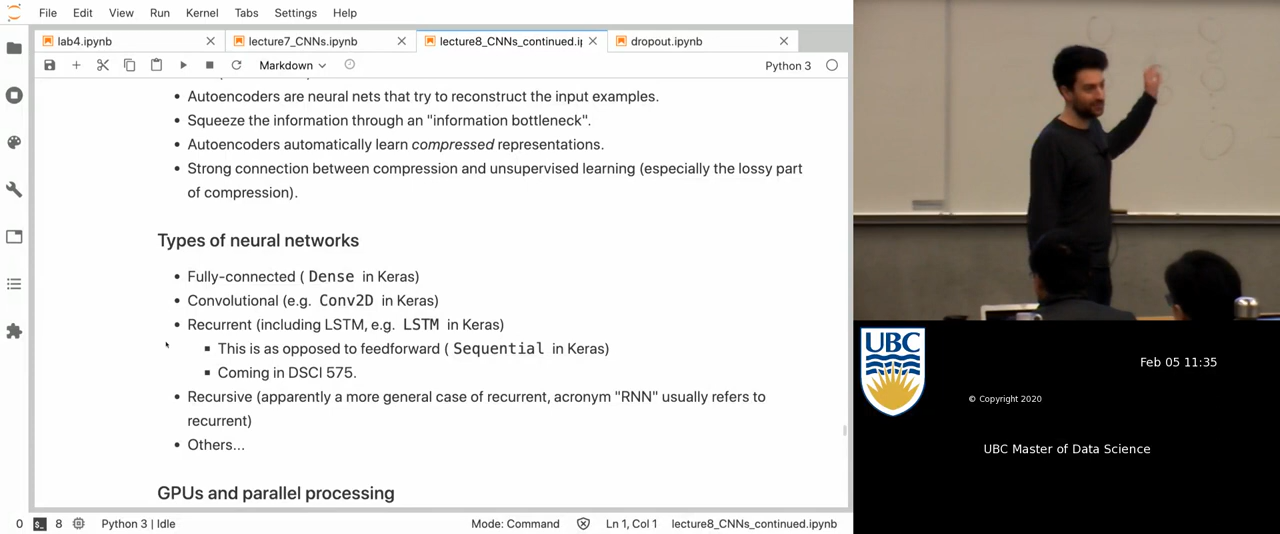 File Edit View Run Kernel Tabs Settings Help
lab4.ipynb lecture7_CNNs.ipynb lecture8_CNNs_continued.i dropout.ipynb
Markdown Python 3
• Autoencoders are neural nets that try to reconstruct the input examples.
• Squeeze the information through an "information bottleneck".
• Autoencoders automatically learn compressed representations.
• Strong connection between compression and unsupervised learning (especially the lossy part
of compression).
Types of neural networks
• Fully-connected ( Dense in Keras)
• Convolutional (e.g. Conv2D in Keras)
• Recurrent (including LSTM, e.g. LSTM in Keras)
▪ This is as opposed to feedforward ( Sequential in Keras)
▪ Coming in DSCI 575.
• Recursive (apparently a more general case of recurrent, acronym "RNN" usually refers to
recurrent)
• Others...
GPUs and parallel processing
0 8 Python 3 | Idle Mode: Command Ln 1, Col 1 lecture8_CNNs_continued.ipynb
UBC
Feb 05 11:35
© Copyright 2020
UBC Master of Data Science